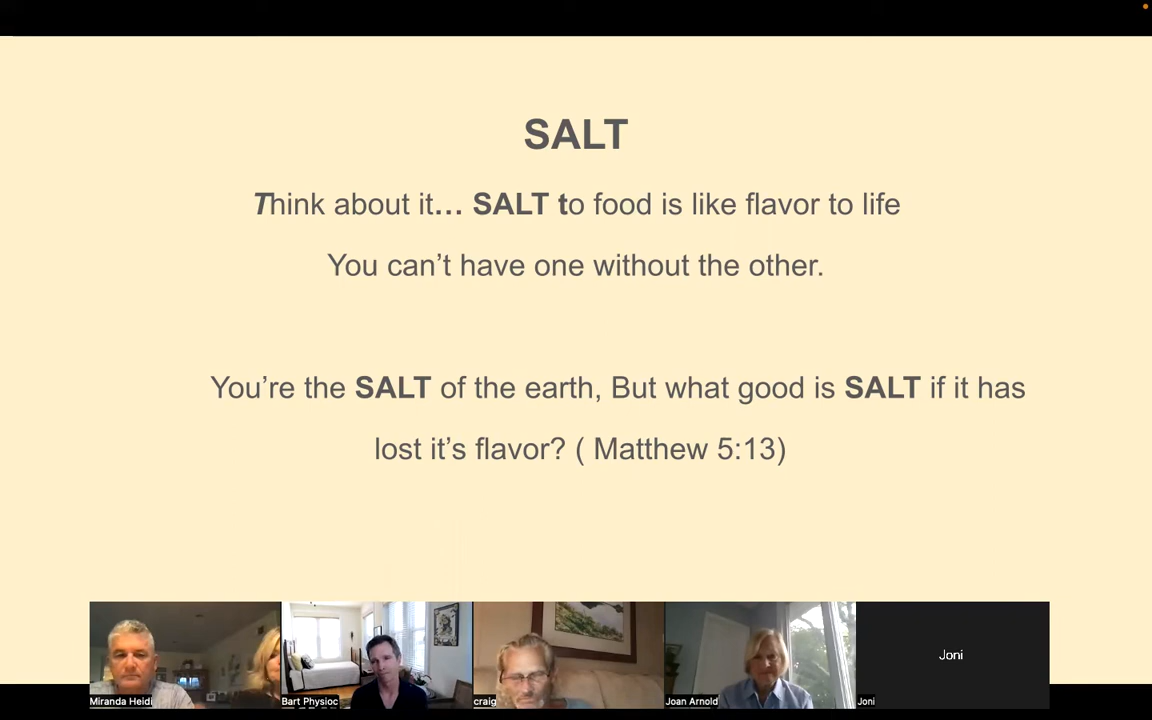 SALT
Think about it… SALT to food is like flavor to life
You can’t have one without the other.
You’re the SALT of the earth, But what good is SALT if it has
lost it’s flavor? ( Matthew 5:13)
Joni
Miranda Heidi
Bart Physioc
craig
Joan Arnold
Joni